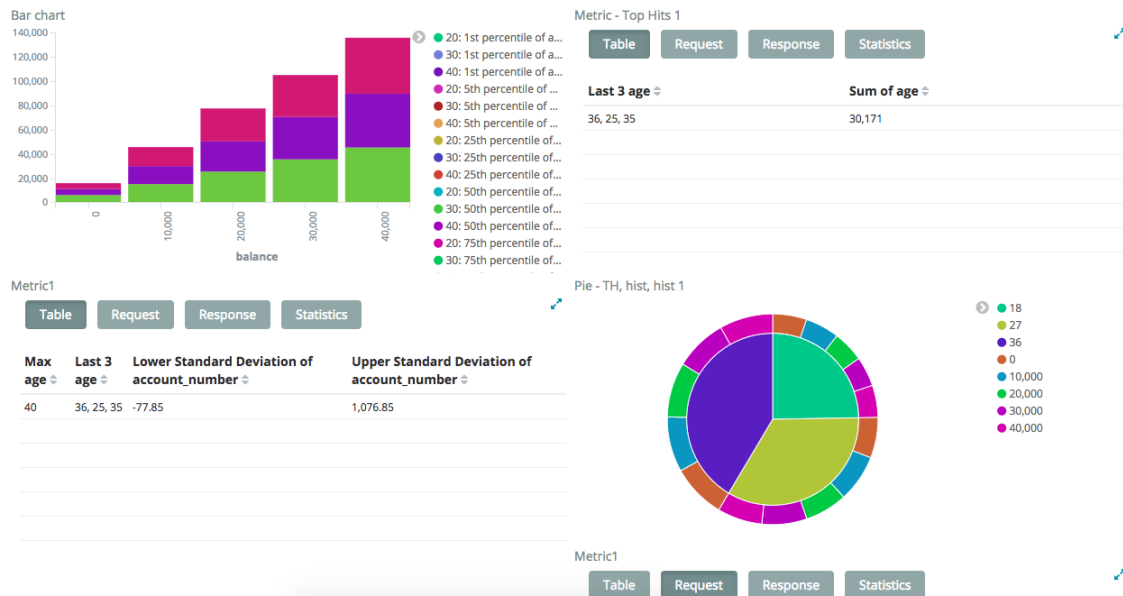 Bar chart
140,000
120,000
100,000
80,000
60,000
40,000
20,000
0
0
10,000
20,000
30,000
40,000
balance
20: 1st percentile of a...
30: 1st percentile of a...
40: 1st percentile of a...
20: 5th percentile of ...
30: 5th percentile of ...
40: 5th percentile of ...
20: 25th percentile of...
30: 25th percentile of...
40: 25th percentile of...
20: 50th percentile of...
30: 50th percentile of...
40: 50th percentile of...
20: 75th percentile of...
30: 75th percentile of...
Metric - Top Hits 1
Table Request Response Statistics
Last 3 age Sum of age
36, 25, 35 30,171
Metric1
Table Request Response Statistics
Max age Last 3 age Lower Standard Deviation of account_number Upper Standard Deviation of account_number
40 36, 25, 35 -77.85 1,076.85
Pie - TH, hist, hist 1
18
27
36
0
10,000
20,000
30,000
40,000
Metric1
Table Request Response Statistics